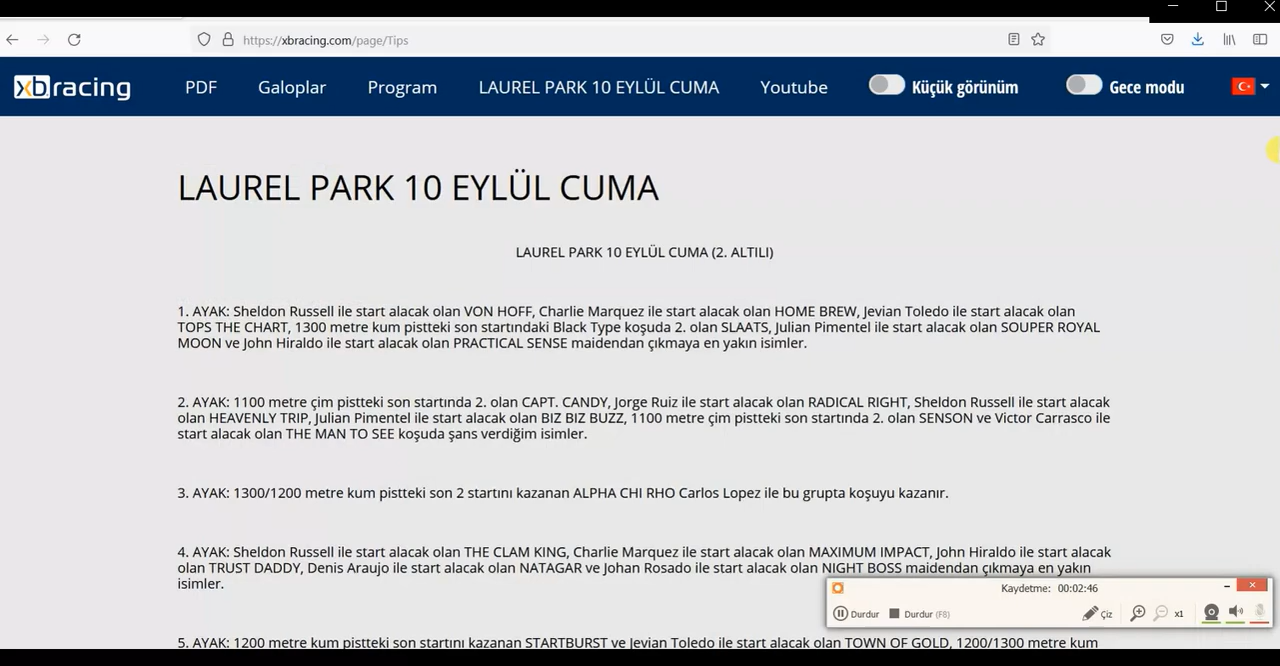 https://xbracing.com/page/Tips
xbracing PDF Galoplar Program LAUREL PARK 10 EYLÜL CUMA Youtube Küçük görünüm Gece modu
LAUREL PARK 10 EYLÜL CUMA
LAUREL PARK 10 EYLÜL CUMA (2. ALTILI)
1. AYAK: Sheldon Russell ile start alacak olan VON HOFF, Charlie Marquez ile start alacak olan HOME BREW, Jevian Toledo ile start alacak olan
TOPS THE CHART, 1300 metre kum pistteki son startındaki Black Type koşuda 2. olan SLAATS, Julian Pimentel ile start alacak olan SOUPER ROYAL
MOON ve John Hiraldo ile start alacak olan PRACTICAL SENSE maidendan çıkmaya en yakın isimler.
2. AYAK: 1100 metre çim pistteki son startında 2. olan CAPT. CANDY, Jorge Ruiz ile start alacak olan RADICAL RIGHT, Sheldon Russell ile start alacak
olan HEAVENLY TRIP, Julian Pimentel ile start alacak olan BIZ BIZ BUZZ, 1100 metre çim pistteki son startında 2. olan SENSON ve Victor Carrasco ile
start alacak olan THE MAN TO SEE koşuda şans verdiğim isimler.
3. AYAK: 1300/1200 metre kum pistteki son 2 startını kazanan ALPHA CHI RHO Carlos Lopez ile bu grupta koşuyu kazanır.
4. AYAK: Sheldon Russell ile start alacak olan THE CLAM KING, Charlie Marquez ile start alacak olan MAXIMUM IMPACT, John Hiraldo ile start alacak
olan TRUST DADDY, Denis Araujo ile start alacak olan NATAGAR ve Johan Rosado ile start alacak olan NIGHT BOSS maidendan çıkmaya en yakın
isimler.
Kaydetme: 00:02:46
Durdur Durdur (F8) Çiz x1
5. AYAK: 1200 metre kum pistteki son startını kazanan STARTBURST ve Jevian Toledo ile start alacak olan TOWN OF GOLD, 1200/1300 metre kum